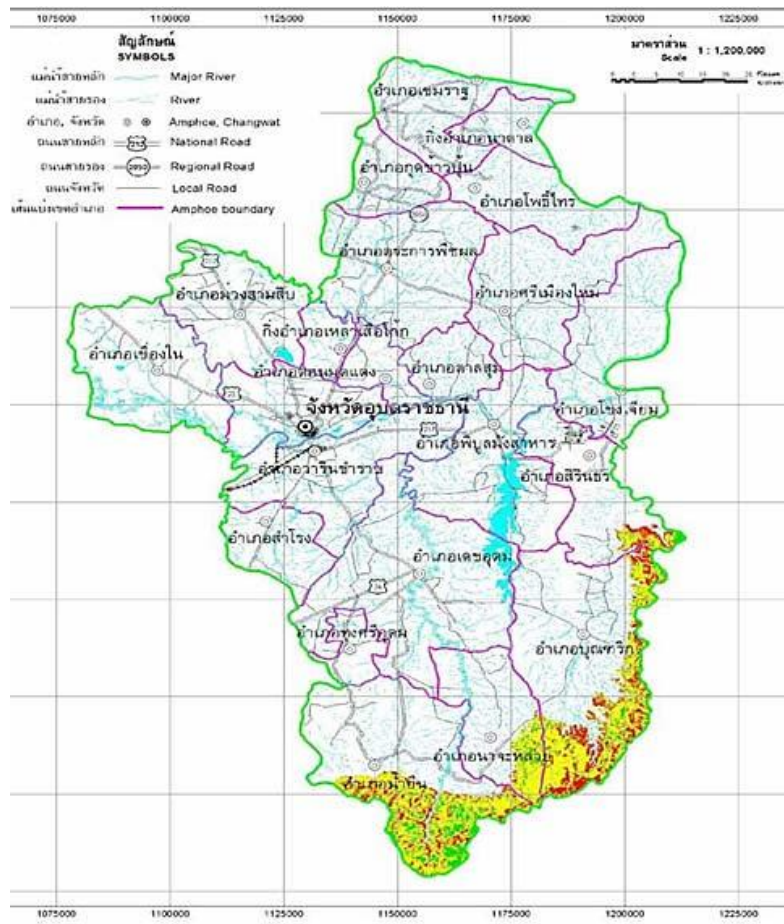 1075000 1100000 1125000 1150000 1175000 1200000 1225000
สัญลักษณ์
SYMBOLS
แม่น้ำสายหลัก Major River
แม่น้ำสายรอง River
อำเภอ, จังหวัด Amphoe, Changwat
ถนนสายหลัก National Road
ถนนสายรอง Regional Road
ถนนจังหวัด Local Road
เส้นแบ่งเขตอำเภอ Amphoe boundary
มาตราส่วน
Scale 1 : 1,200,000
อำเภอเขมราฐ
กิ่งอำเภอนาตาล
อำเภอกุดข้าวปุ้น
อำเภอโพธิ์ไทร
อำเภอตระการพืชผล
อำเภอม่วงสามสิบ
อำเภอศรีเมืองใหม่
กิ่งอำเภอเหล่าเสือโก้ก
อำเภอเขื่องใน
อำเภอดอนมดแดง
อำเภอตาลสุม
จังหวัดอุบลราชธานี
อำเภอโขงเจียม
อำเภอพิบูลมังสาหาร
อำเภอวารินชำราบ
อำเภอสิรินธร
อำเภอสำโรง
อำเภอเดชอุดม
อำเภอทุ่งศรีอุดม
อำเภอบุณฑริก
อำเภอนาจะหลวย
อำเภอน้ำยืน
1075000 1100000 1125000 1150000 1175000 1200000 1225000